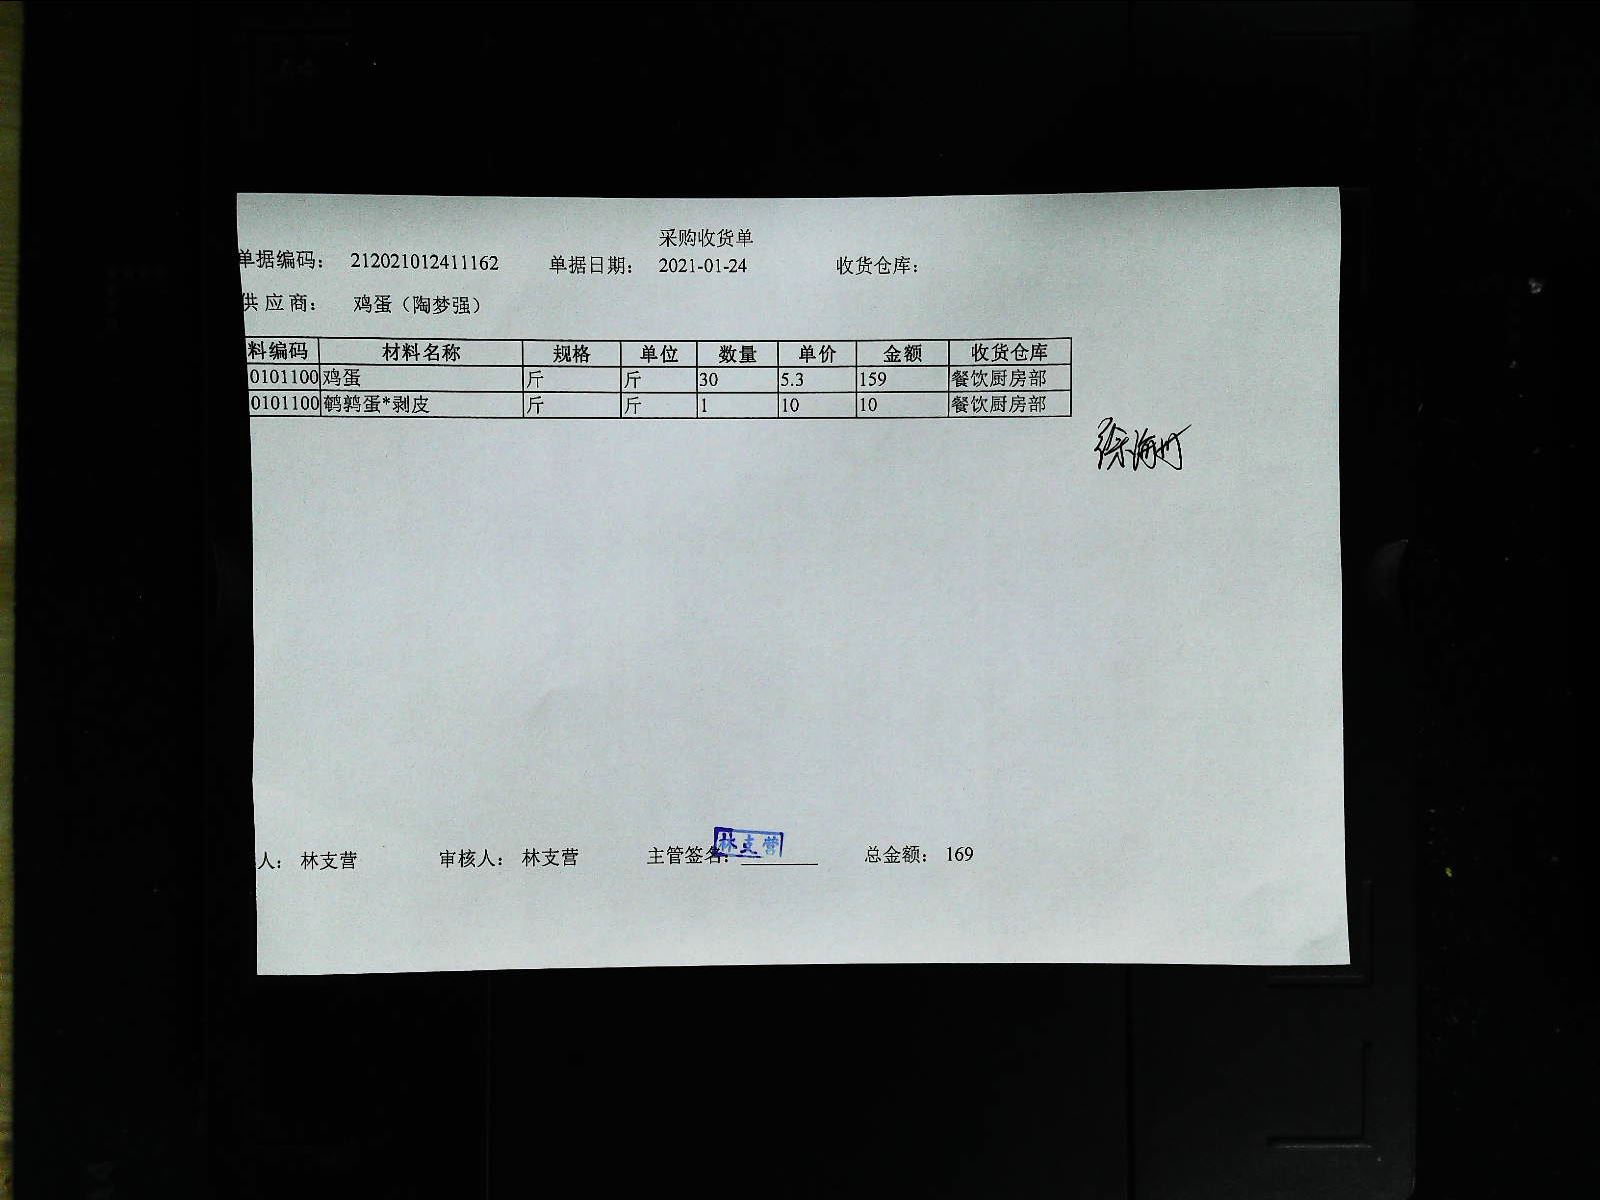 采购收货单
单据编码： 212021012411162 单据日期： 2021-01-24 收货仓库：
供 应 商： 鸡蛋（陶梦强）
料编码 材料名称 规格 单位 数量 单价 金额 收货仓库
0101100 鸡蛋 斤 斤 30 5.3 159 餐饮厨房部
0101100 鹌鹑蛋*剥皮 斤 斤 1 10 10 餐饮厨房部
人： 林支营 审核人： 林支营 主管签名： 林支营 总金额： 169